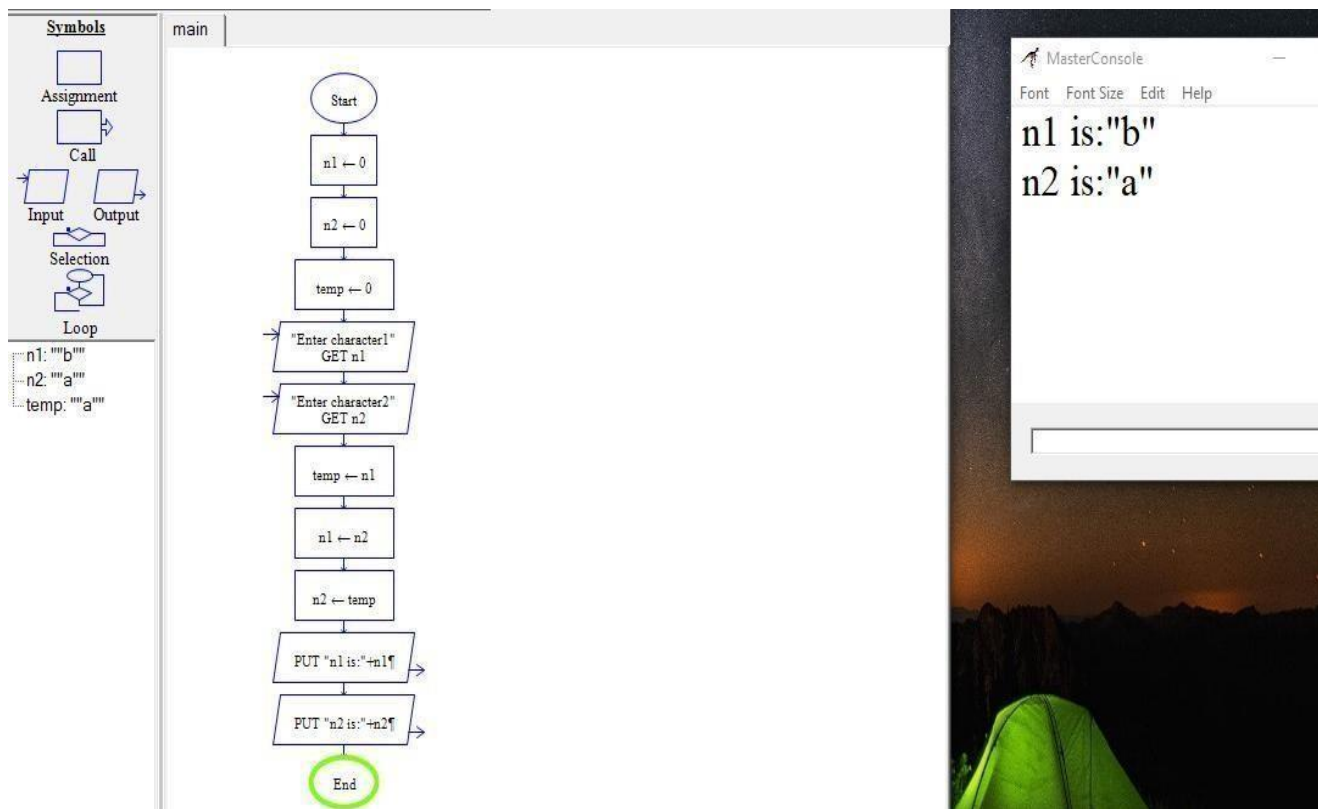 Symbols
Assignment
Call
Input Output
Selection
Loop
n1: ""b""
n2: ""a""
temp: ""a""
main
Start
n1 ← 0
n2 ← 0
temp ← 0
"Enter character1"
GET n1
"Enter character2"
GET n2
temp ← n1
n1 ← n2
n2 ← temp
PUT "n1 is:"+n1¶
PUT "n2 is:"+n2¶
End
MasterConsole
Font Font Size Edit Help
n1 is:"b"
n2 is:"a"